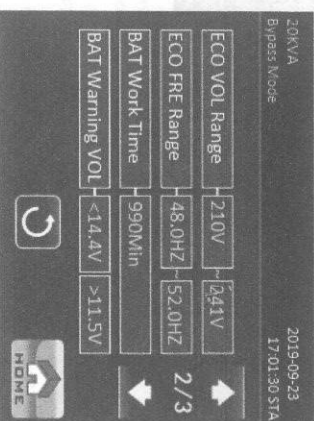 20KVA 2019-09-23
Bypass Mode 17:01:30 STA
ECO VOL Range 210V ~ 241V
ECO FRE Range 48.0HZ ~ 52.0HZ
2/3
BAT Work Time 990Min
BAT Warning VOL <14.4V >11.5V
HOME